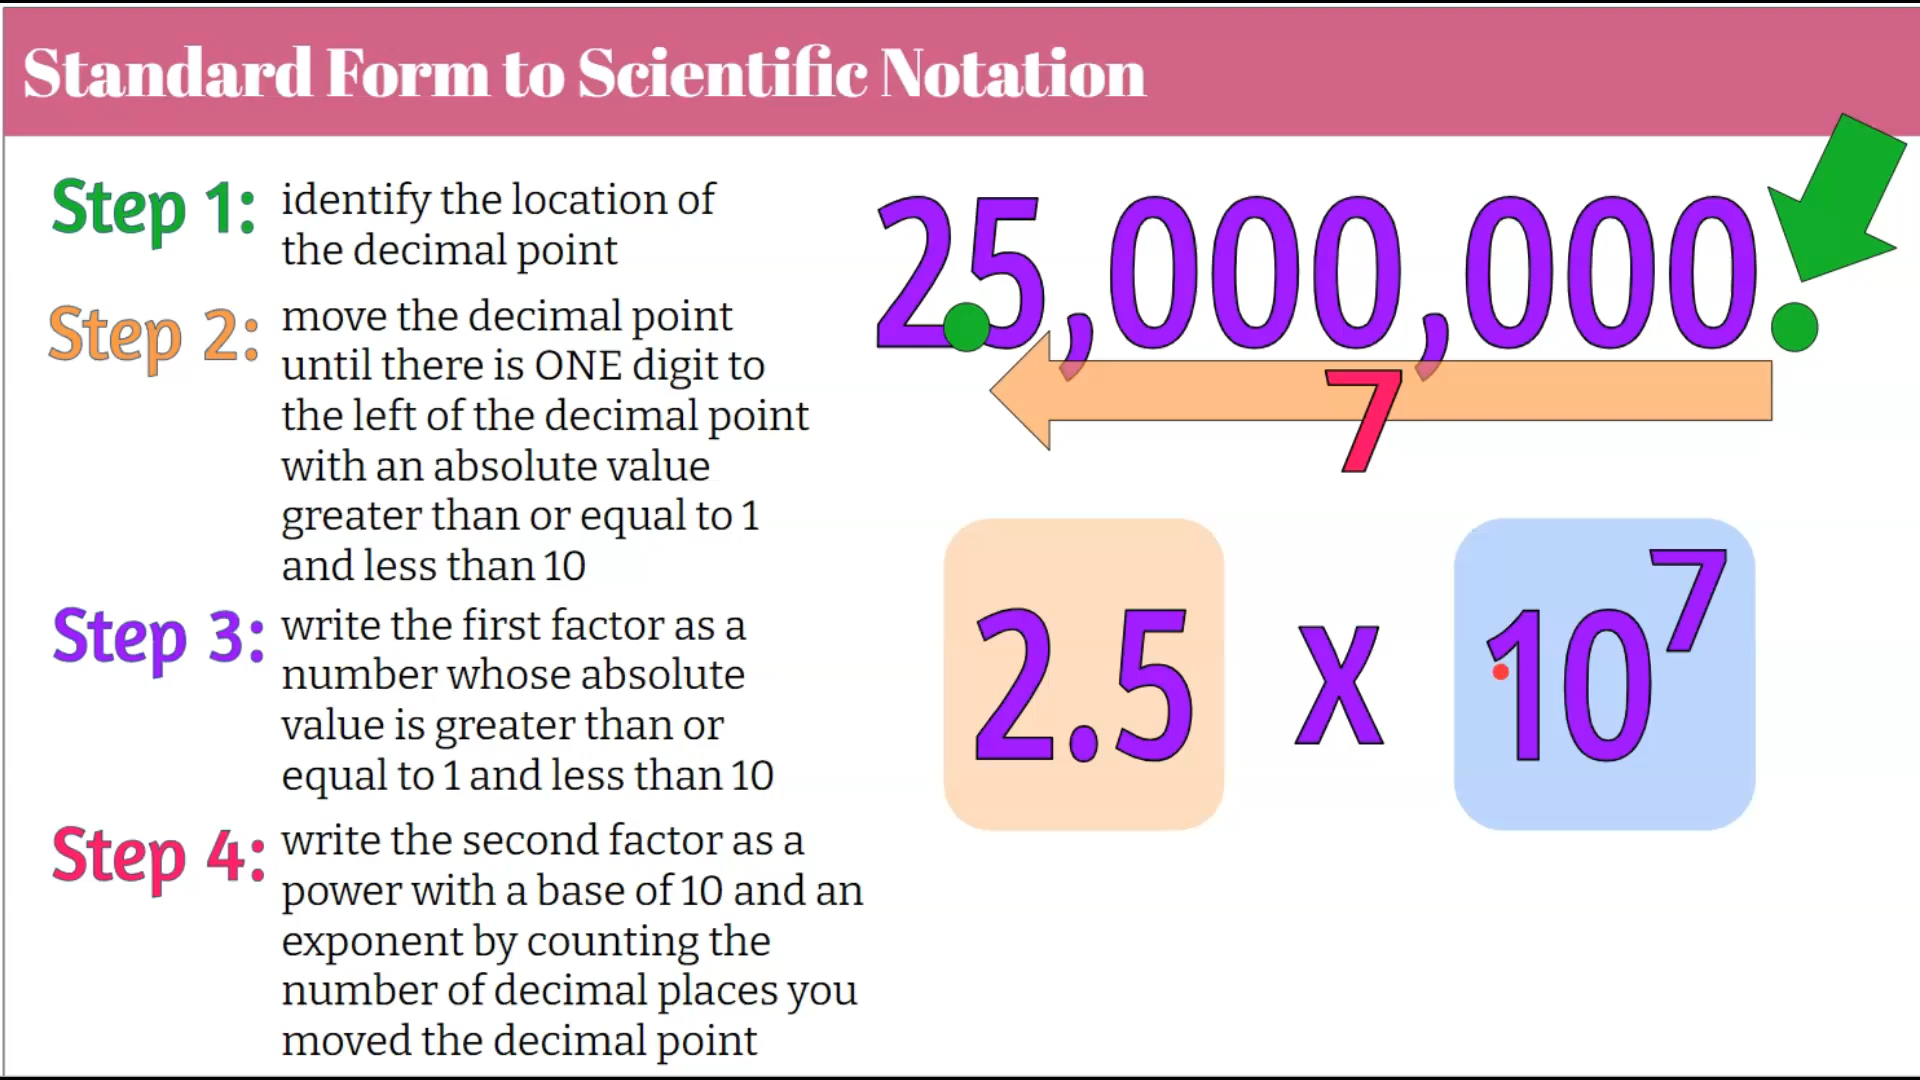 Standard Form to Scientific Notation
Step 1: identify the location of
the decimal point
Step 2: move the decimal point
until there is ONE digit to
the left of the decimal point
with an absolute value
greater than or equal to 1
and less than 10
Step 3: write the first factor as a
number whose absolute
value is greater than or
equal to 1 and less than 10
Step 4: write the second factor as a
power with a base of 10 and an
exponent by counting the
number of decimal places you
moved the decimal point
25,000,000.
7
2.5 x 10⁷